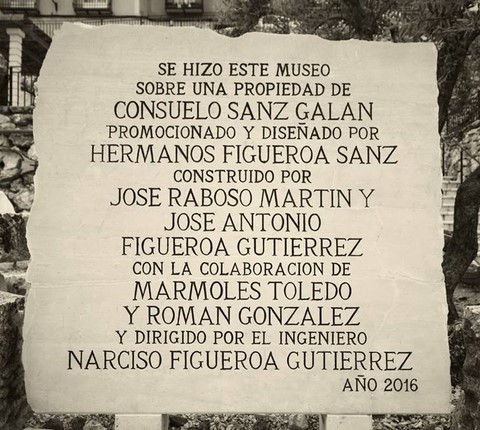 SE HIZO ESTE MUSEO
SOBRE UNA PROPIEDAD DE
CONSUELO SANZ GALAN
PROMOCIONADO Y DISEÑADO POR
HERMANOS FIGUEROA SANZ
CONSTRUIDO POR
JOSE RABOSO MARTIN Y
JOSE ANTONIO
FIGUEROA GUTIERREZ
CON LA COLABORACION DE
MARMOLES TOLEDO
Y ROMAN GONZALEZ
Y DIRIGIDO POR EL INGENIERO
NARCISO FIGUEROA GUTIERREZ
AÑO 2016